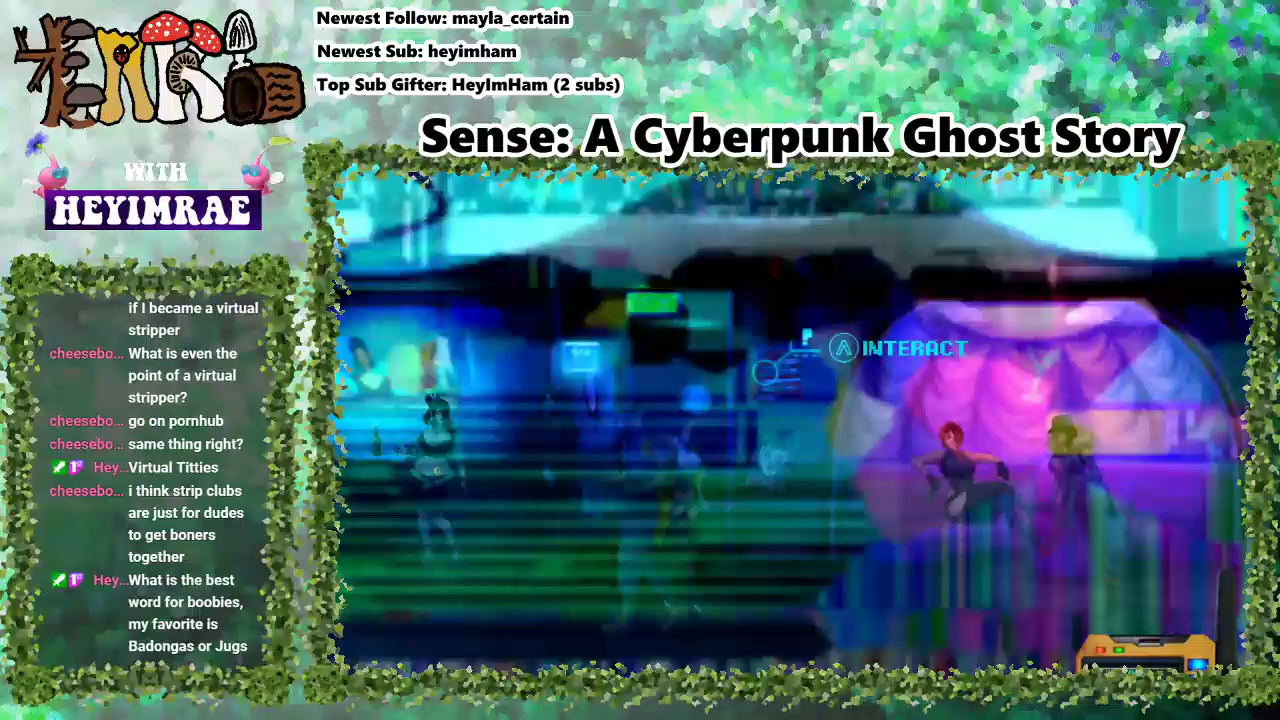 Newest Follow: mayla_certain
Newest Sub: heyimham
Top Sub Gifter: HeyImHam (2 subs)
Sense: A Cyberpunk Ghost Story
WITH
HEYIMRAE
if I became a virtual
stripper
cheesebo... What is even the
point of a virtual
stripper?
cheesebo... go on pornhub
cheesebo... same thing right?
Hey... Virtual Titties
cheesebo... i think strip clubs
are just for dudes
to get boners
together
Hey... What is the best
word for boobies,
my favorite is
Badongas or Jugs
A INTERACT